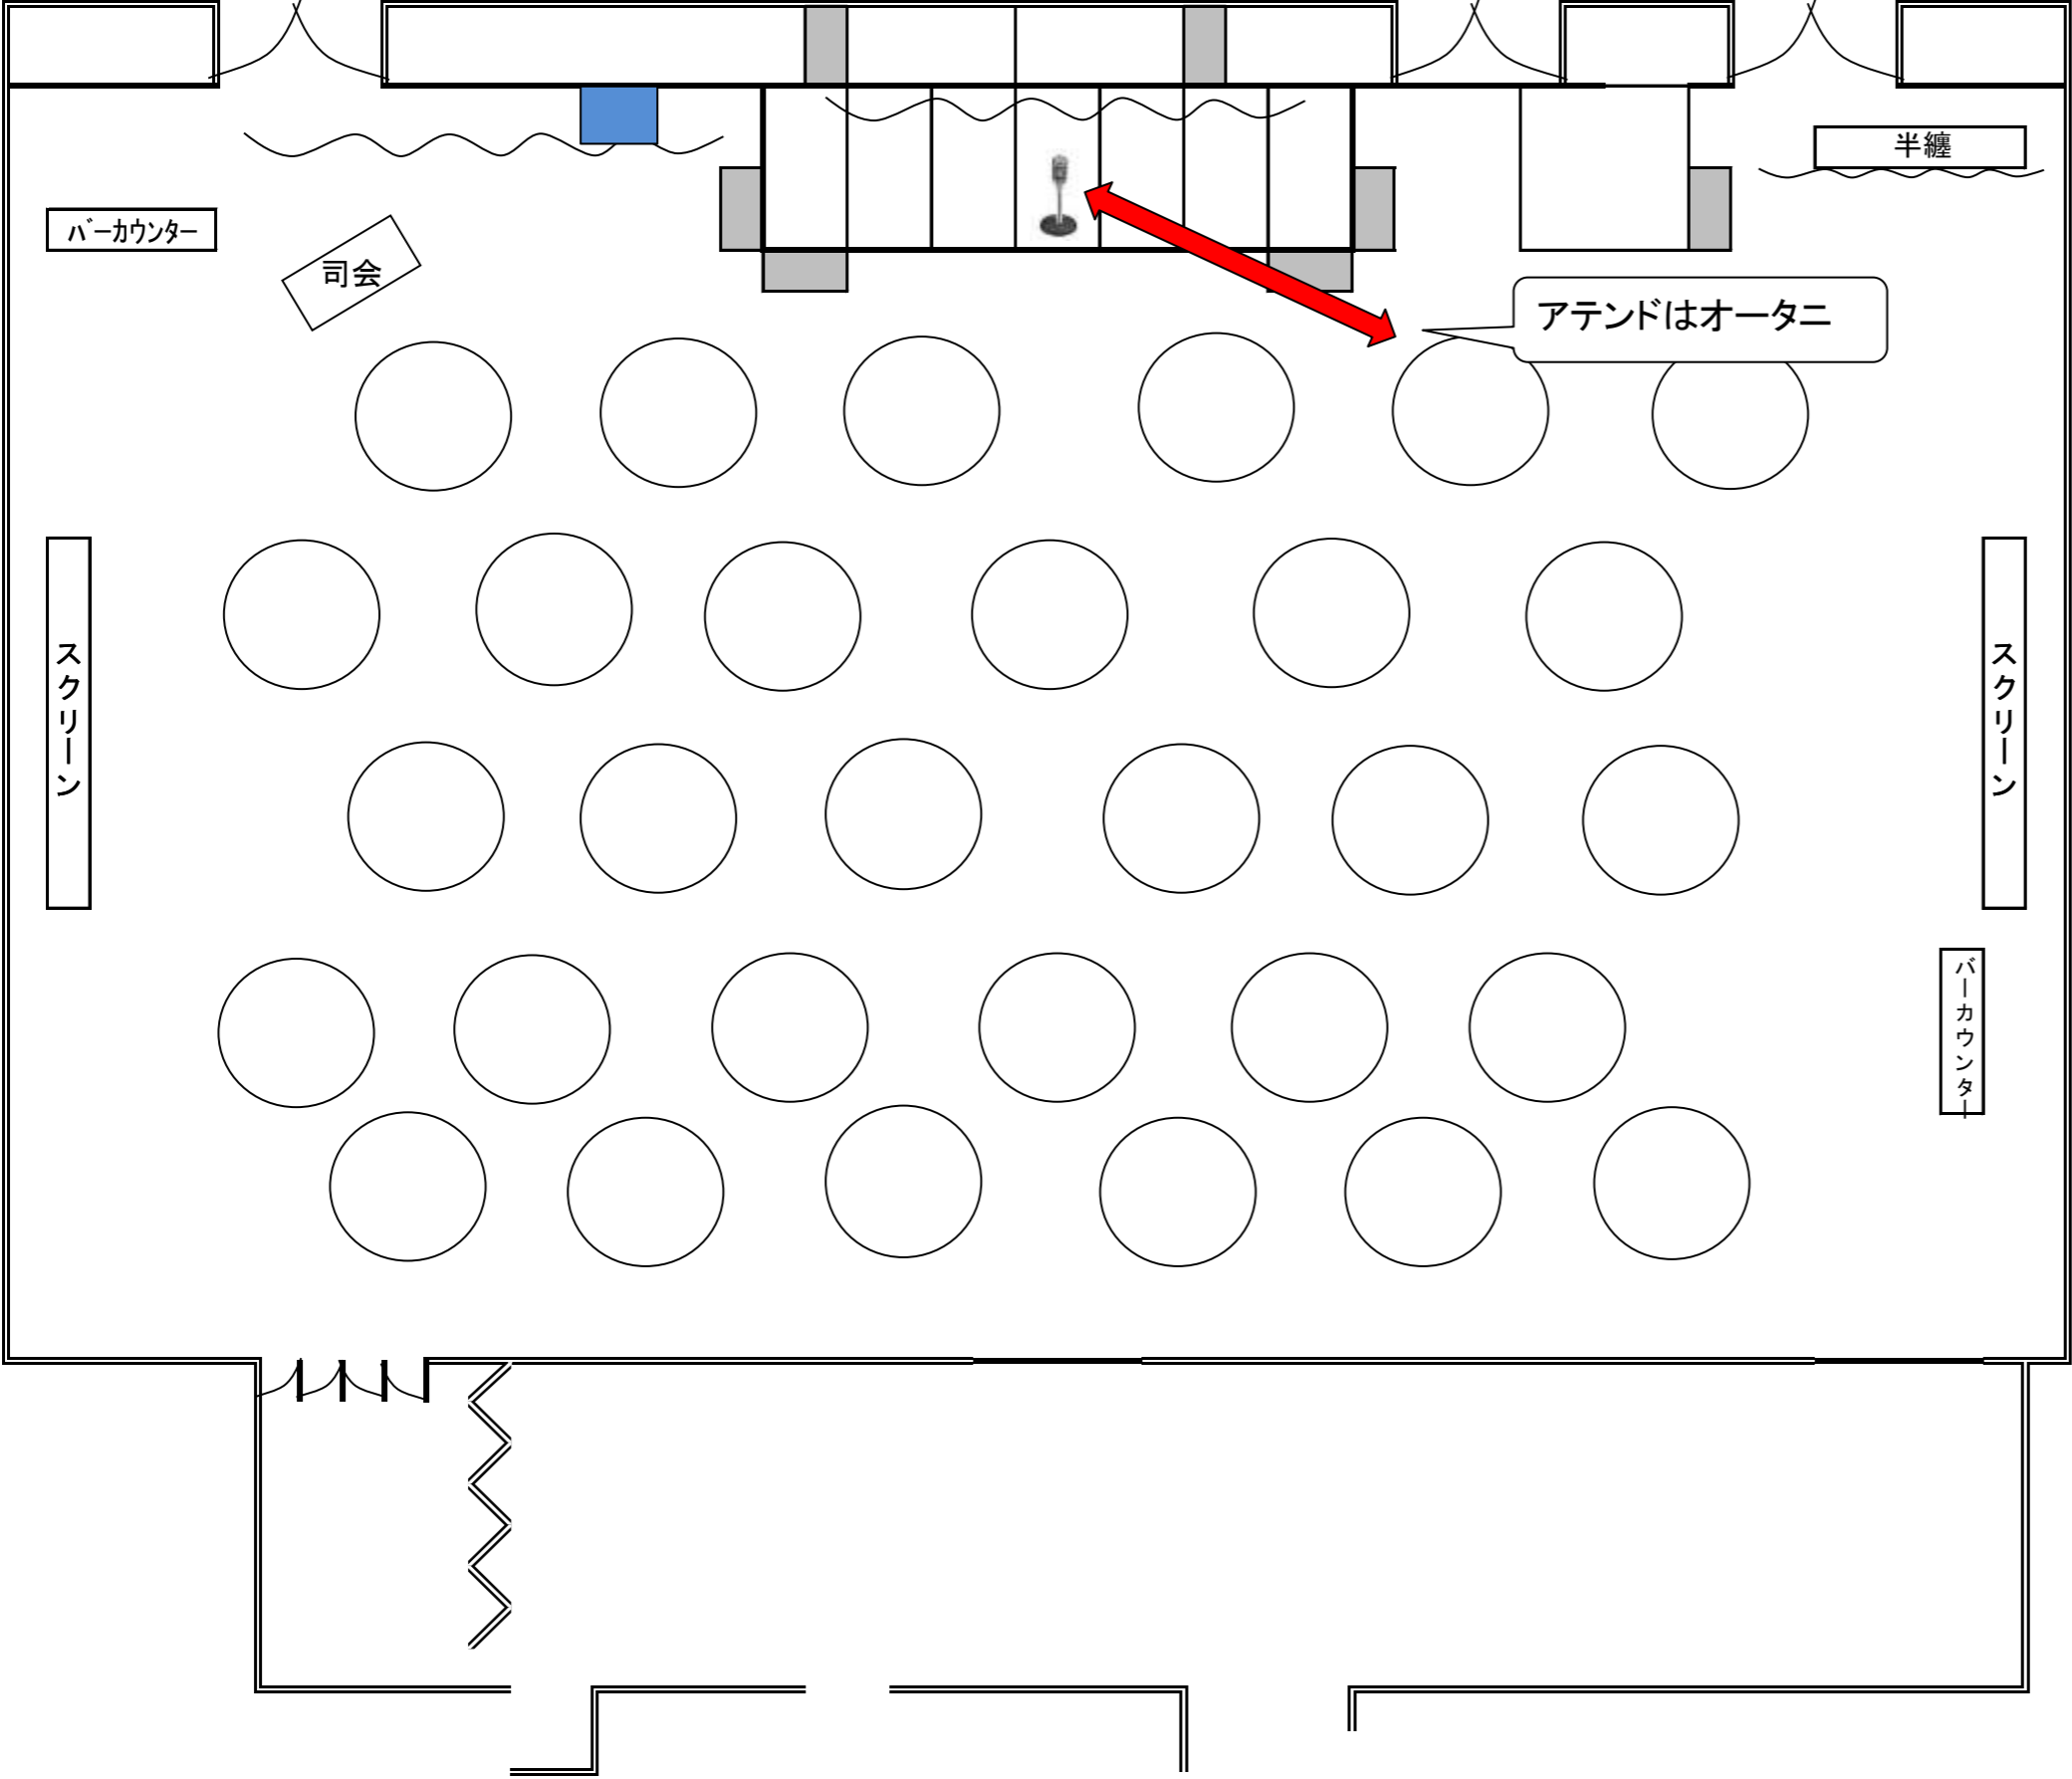 半纏
バーカウンター
司会
アテンドはオータニ
スクリーン
スクリーン
バーカウンター